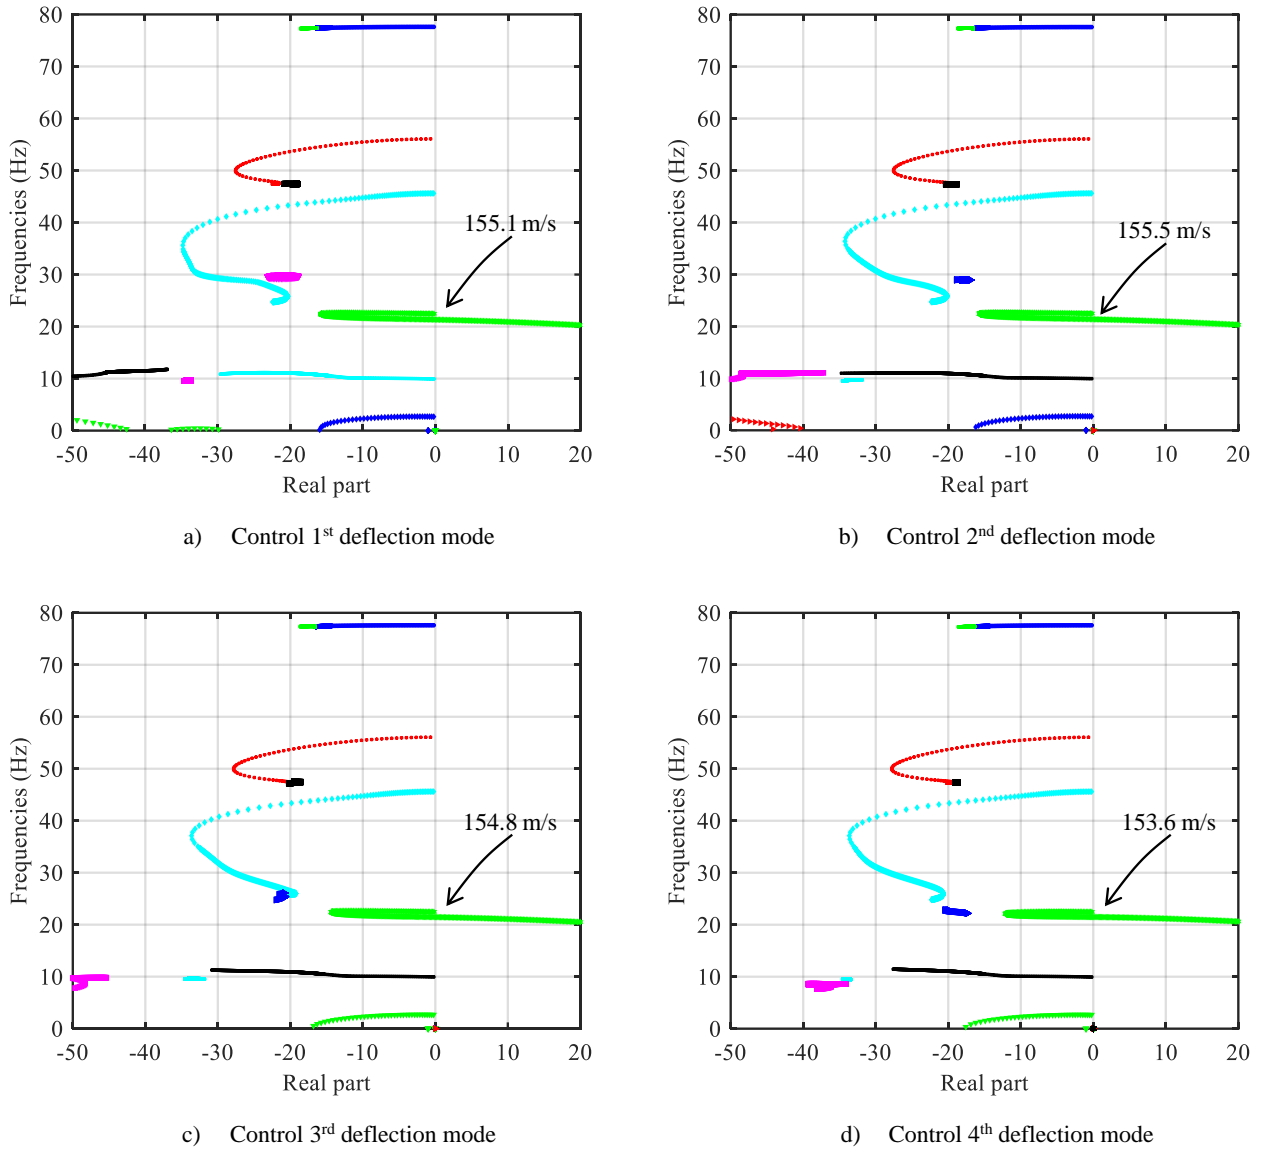 80
70
60
50
40
30
20
10
0
Frequencies (Hz)
155.1 m/s
-50 -40 -30 -20 -10 0 10 20
Real part
a) Control 1st deflection mode
80
70
60
50
40
30
20
10
0
Frequencies (Hz)
155.5 m/s
-50 -40 -30 -20 -10 0 10 20
Real part
b) Control 2nd deflection mode
80
70
60
50
40
30
20
10
0
Frequencies (Hz)
154.8 m/s
-50 -40 -30 -20 -10 0 10 20
Real part
c) Control 3rd deflection mode
80
70
60
50
40
30
20
10
0
Frequencies (Hz)
153.6 m/s
-50 -40 -30 -20 -10 0 10 20
Real part
d) Control 4th deflection mode